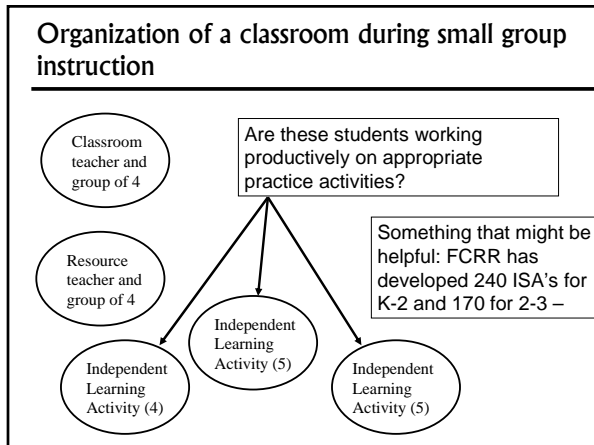 Organization of a classroom during small group
instruction
Classroom
teacher and
group of 4
Are these students working
productively on appropriate
practice activities?
Resource
teacher and
group of 4
Something that might be
helpful: FCRR has
developed 240 ISA's for
K-2 and 170 for 2-3 –
Independent
Learning
Activity (5)
Independent
Learning
Activity (4)
Independent
Learning
Activity (5)